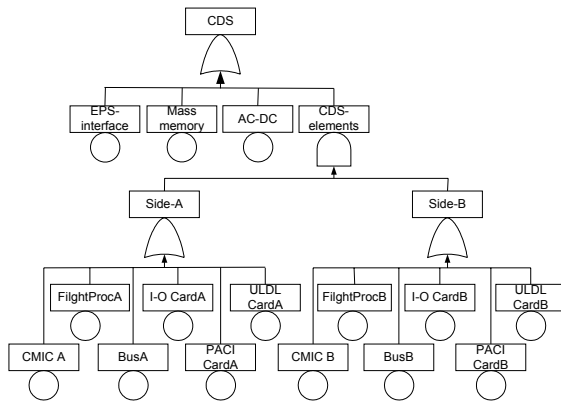 CDS
EPS-
interface
Mass
memory
AC-DC
CDS-
elements
Side-A
Side-B
FilghtProcA
I-O CardA
ULDL
CardA
FilghtProcB
I-O CardB
ULDL
CardB
CMIC A
BusA
PACI
CardA
CMIC B
BusB
PACI
CardB